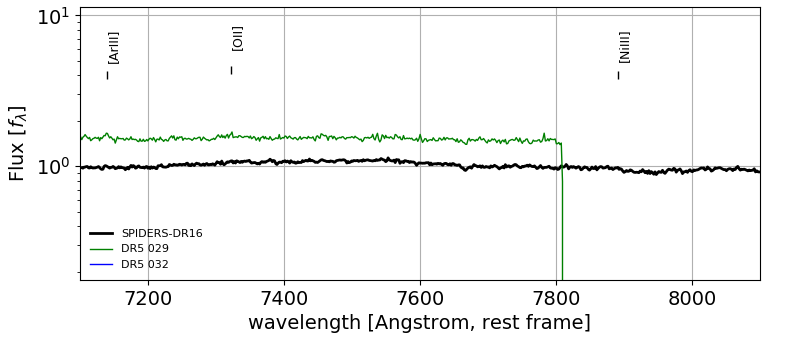 10¹
10⁰
Flux [f_λ]
[ArIII]
[OII]
[NiIII]
SPIDERS-DR16
DR5 029
DR5 032
7200 7400 7600 7800 8000
wavelength [Angstrom, rest frame]